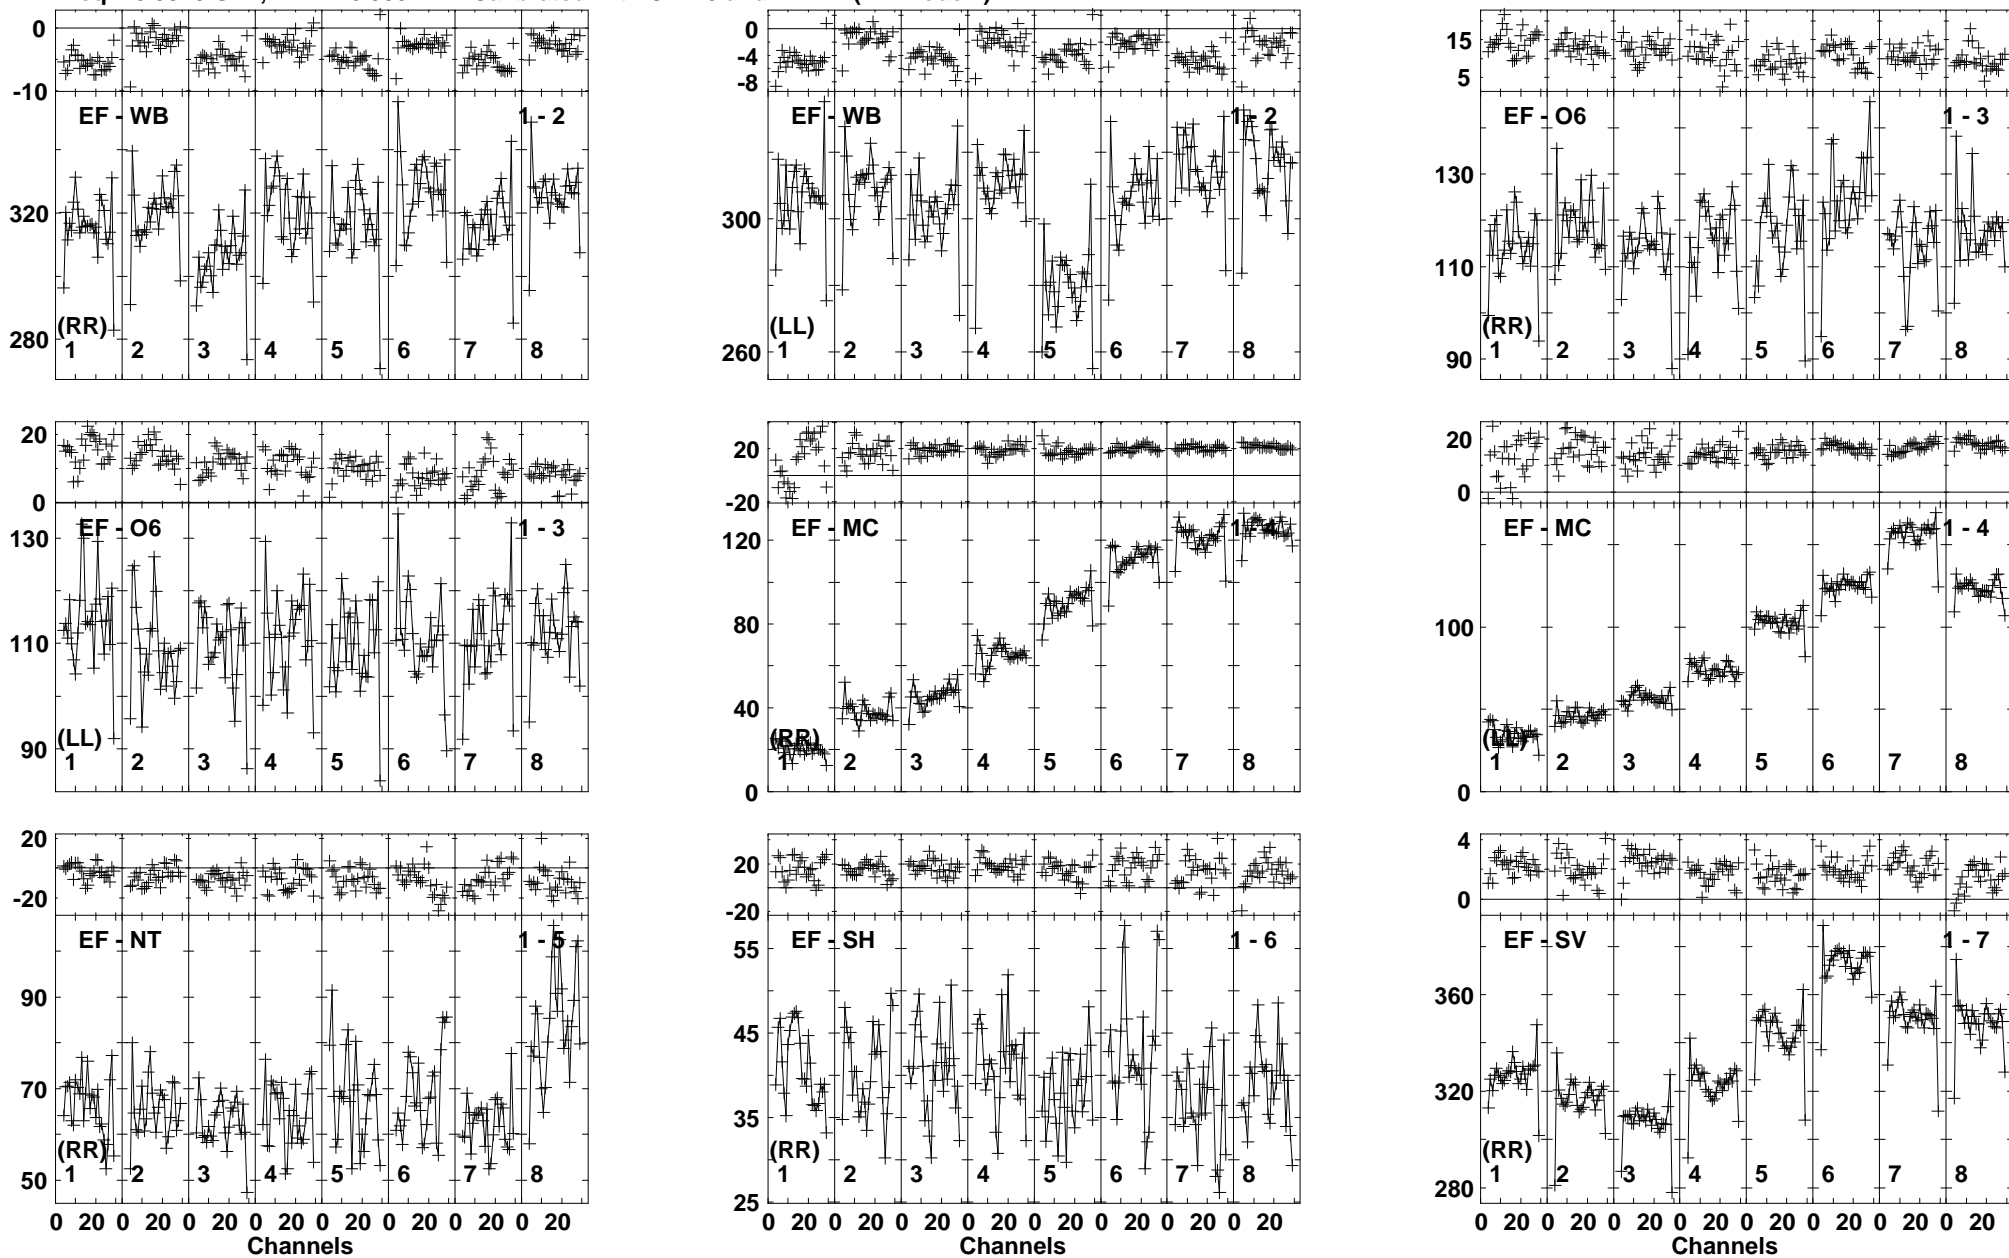 0
-10
EF - WB
1 - 2
320
280
(RR)
1 2 3 4 5 6 7 8
0
-4
-8
EF - WB
1 - 2
300
260
(LL)
1 2 3 4 5 6 7 8
15
5
EF - O6
1 - 3
130
110
90
(RR)
1 2 3 4 5 6 7 8
20
0
EF - O6
1 - 3
130
110
90
(LL)
1 2 3 4 5 6 7 8
20
-20
EF - MC
1 - 4
120
80
40
0
(RR)
1 2 3 4 5 6 7 8
20
0
EF - MC
1 - 4
100
0
(LL)
1 2 3 4 5 6 7 8
20
-20
EF - NT
1 - 5
90
70
50
(RR)
1 2 3 4 5 6 7 8
0 20 0 20 0 20 0 20 0 20 0 20 0 20 0 20
Channels
20
-20
EF - SH
1 - 6
55
45
35
25
(RR)
1 2 3 4 5 6 7 8
0 20 0 20 0 20 0 20 0 20 0 20 0 20 0 20
Channels
4
0
EF - SV
1 - 7
360
320
280
(RR)
1 2 3 4 5 6 7 8
0 20 0 20 0 20 0 20 0 20 0 20 0 20 0 20
Channels